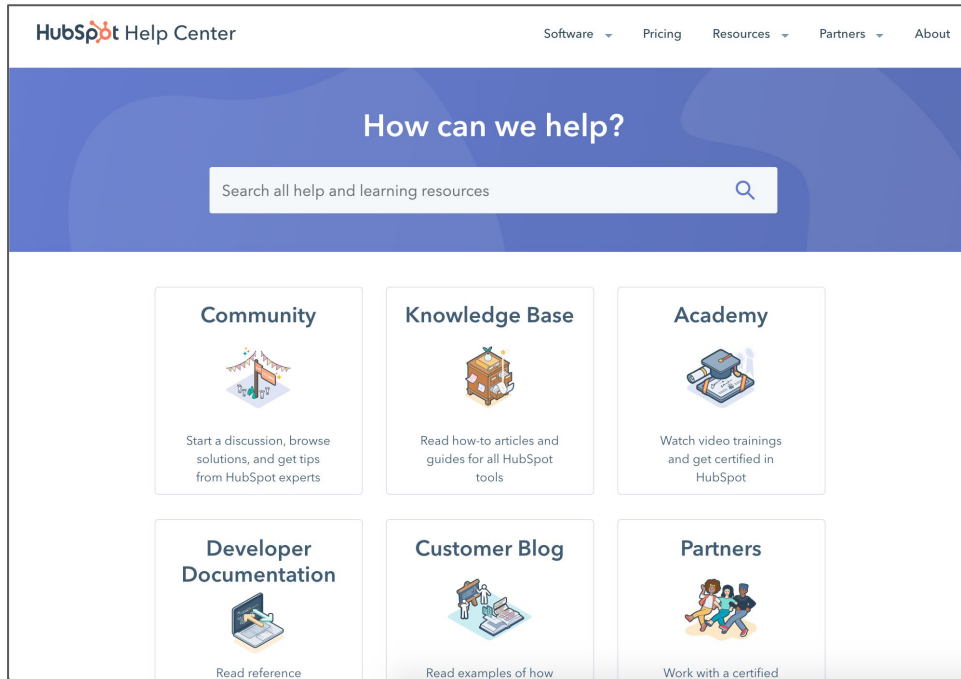 HubSpot Help Center
Software Pricing Resources Partners About
How can we help?
Search all help and learning resources
Community
Start a discussion, browse
solutions, and get tips
from HubSpot experts
Knowledge Base
Read how-to articles and
guides for all HubSpot
tools
Academy
Watch video trainings
and get certified in
HubSpot
Developer
Documentation
Read reference
Customer Blog
Read examples of how
Partners
Work with a certified